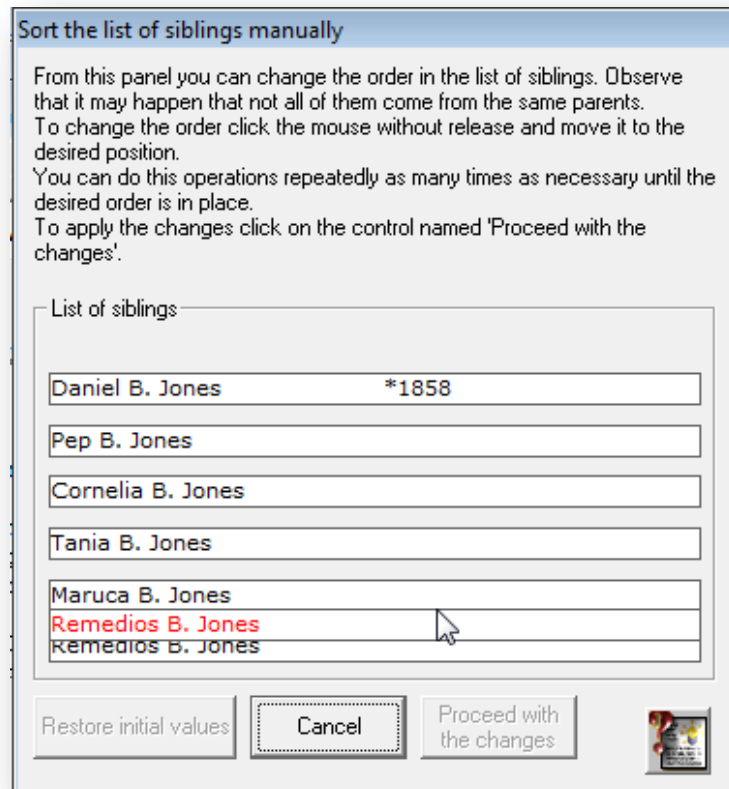 Sort the list of siblings manually
From this panel you can change the order in the list of siblings. Observe
that it may happen that not all of them come from the same parents.
To change the order click the mouse without release and move it to the
desired position.
You can do this operations repeatedly as many times as necessary until the
desired order is in place.
To apply the changes click on the control named 'Proceed with the
changes'.
List of siblings
Daniel B. Jones *1858
Pep B. Jones
Cornelia B. Jones
Tania B. Jones
Maruca B. Jones
Remedios B. Jones
Remedios B. Jones
Restore initial values
Cancel
Proceed with
the changes